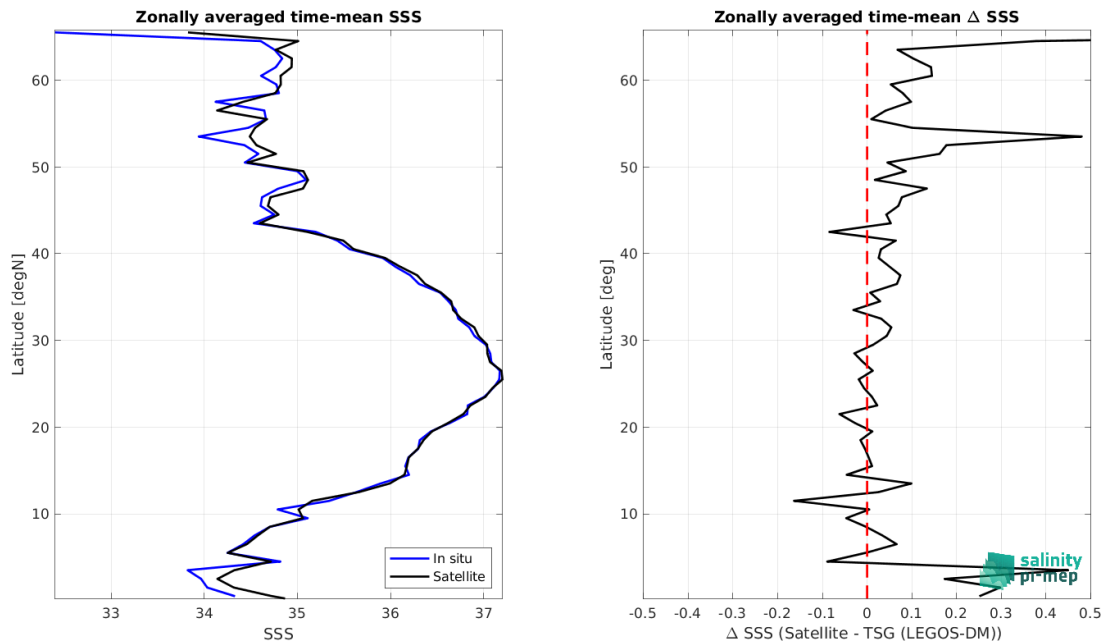 Zonally averaged time-mean SSS
60
50
40
30
20
10
Latitude [degN]
33
34
35
36
37
SSS
In situ
Satellite
Zonally averaged time-mean Δ SSS
60
50
40
30
20
10
Latitude [deg]
-0.5
-0.4
-0.3
-0.2
-0.1
0
0.1
0.2
0.3
0.4
0.5
Δ SSS (Satellite - TSG (LEGOS-DM))
salinity
pi-mep